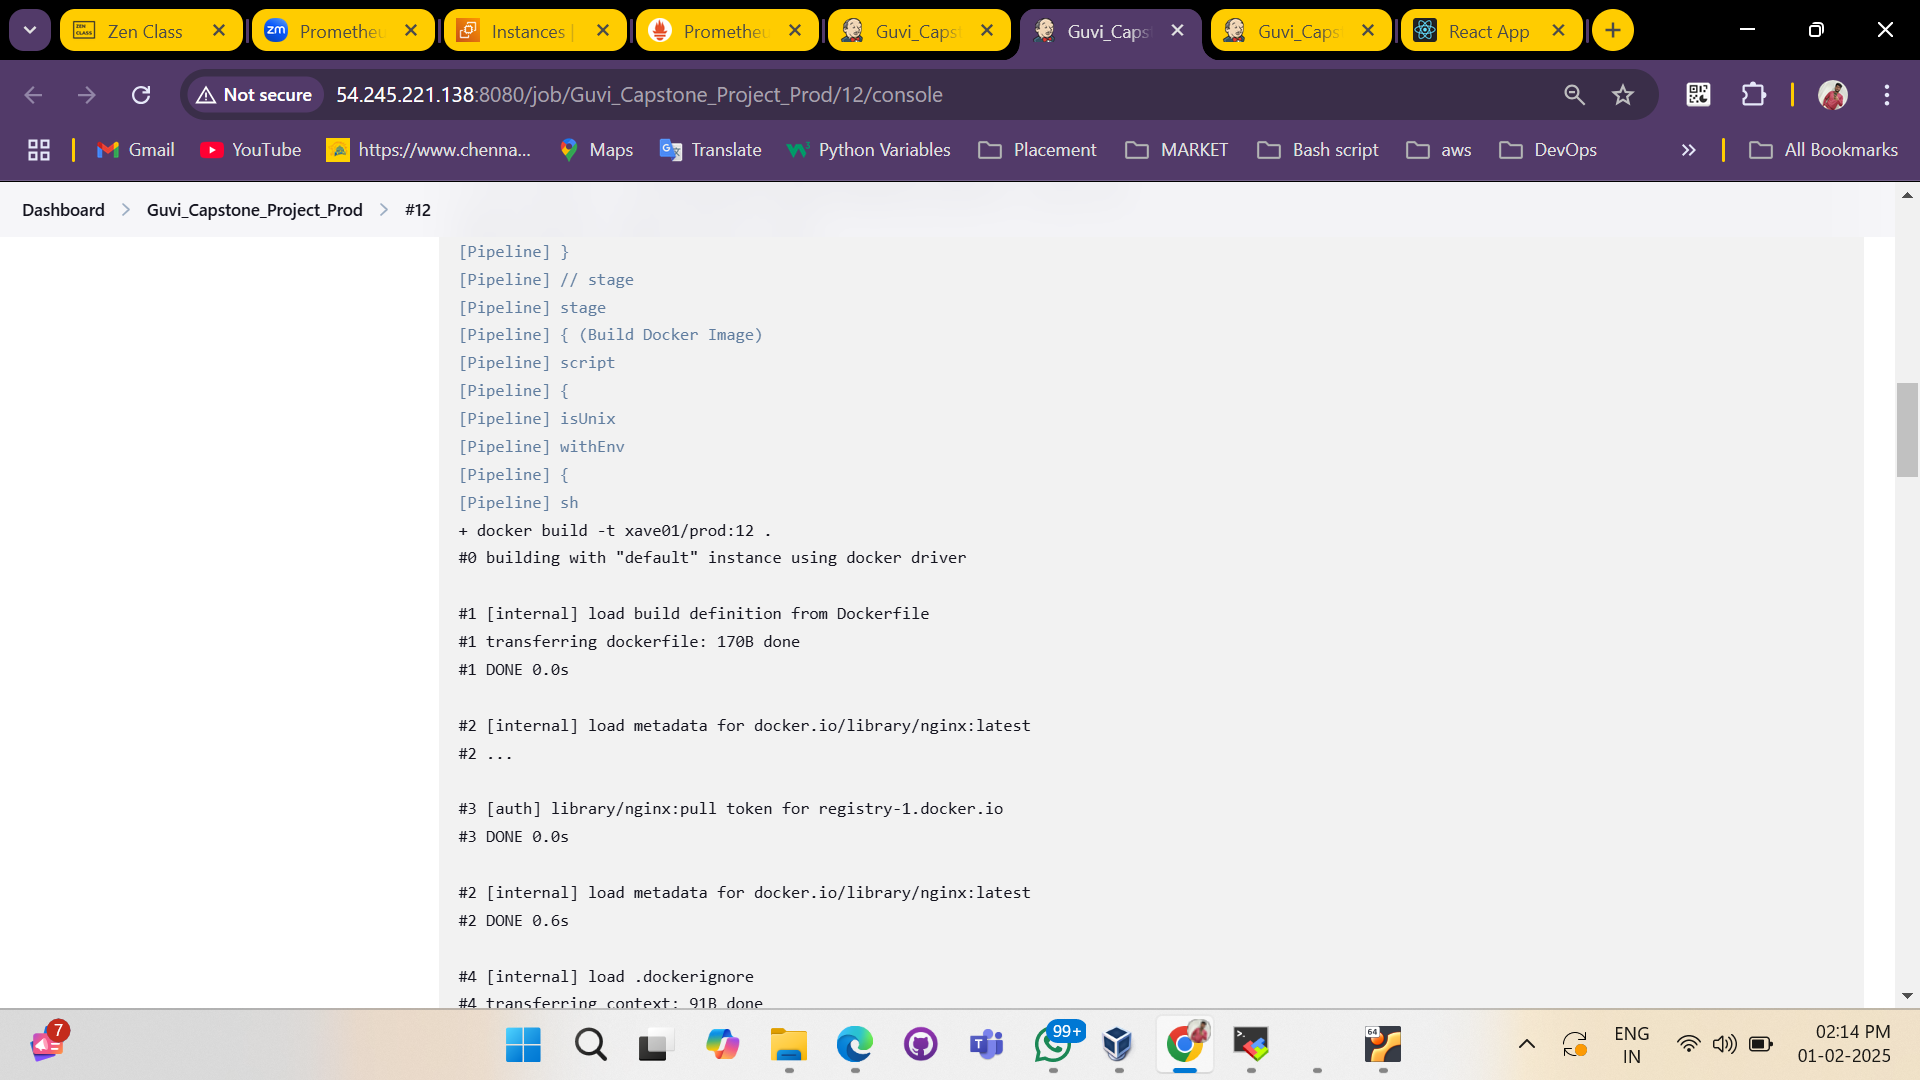 Zen Class
Prometheu
Instances |
Prometheu
Guvi_Capst
Guvi_Caps
Guvi_Caps
React App
Not secure
54.245.221.138:8080/job/Guvi_Capstone_Project_Prod/12/console
Gmail
YouTube
https://www.chenna...
Maps
Translate
Python Variables
Placement
MARKET
Bash script
aws
DevOps
All Bookmarks
Dashboard
Guvi_Capstone_Project_Prod
#12
[Pipeline] }
[Pipeline] // stage
[Pipeline] stage
[Pipeline] { (Build Docker Image)
[Pipeline] script
[Pipeline] {
[Pipeline] isUnix
[Pipeline] withEnv
[Pipeline] {
[Pipeline] sh
+ docker build -t xave01/prod:12 .
#0 building with "default" instance using docker driver
#1 [internal] load build definition from Dockerfile
#1 transferring dockerfile: 170B done
#1 DONE 0.0s
#2 [internal] load metadata for docker.io/library/nginx:latest
#2 ...
#3 [auth] library/nginx:pull token for registry-1.docker.io
#3 DONE 0.0s
#2 [internal] load metadata for docker.io/library/nginx:latest
#2 DONE 0.6s
#4 [internal] load .dockerignore
#4 transferring context: 91B done
7
99+
64
ENG
IN
02:14 PM
01-02-2025